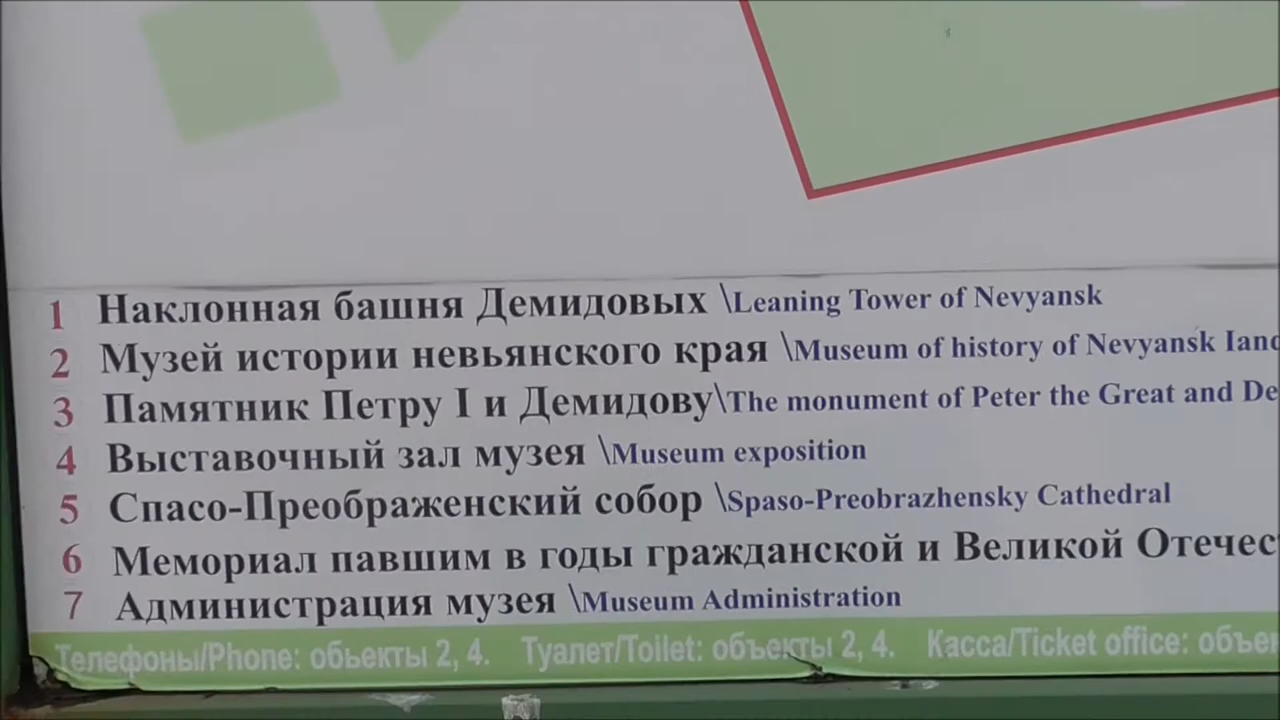 1 Наклонная башня Демидовых \Leaning Tower of Nevyansk
2 Музей истории невьянского края \Museum of history of Nevyansk
3 Памятник Петру I и Демидову\The monument of Peter the Great and
4 Выставочный зал музея \Museum exposition
5 Спасо-Преображенский собор \Spaso-Preobrazhensky Cathedral
6 Мемориал павшим в годы гражданской и Великой
7 Администрация музея \Museum Administration
Телефоны/Phone: обьекты 2, 4. Туалет/Toilet: объекты 2, 4. Касса/Ticket office: